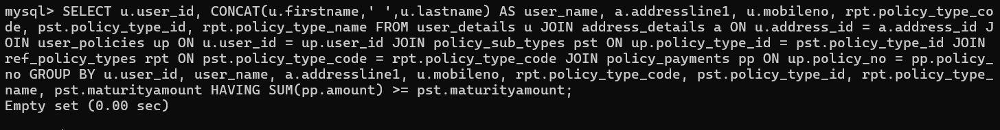 mysql> SELECT u.user_id, CONCAT(u.firstname,' ',u.lastname) AS user_name, a.addressline1, u.mobileno, rpt.policy_type_co
de, pst.policy_type_id, rpt.policy_type_name FROM user_details u JOIN address_details a ON u.address_id = a.address_id J
OIN user_policies up ON u.user_id = up.user_id JOIN policy_sub_types pst ON up.policy_type_id = pst.policy_type_id JOIN
ref_policy_types rpt ON pst.policy_type_code = rpt.policy_type_code JOIN policy_payments pp ON up.policy_no = pp.policy_
no GROUP BY u.user_id, user_name, a.addressline1, u.mobileno, rpt.policy_type_code, pst.policy_type_id, rpt.policy_type_
name, pst.maturityamount HAVING SUM(pp.amount) >= pst.maturityamount;
Empty set (0.00 sec)